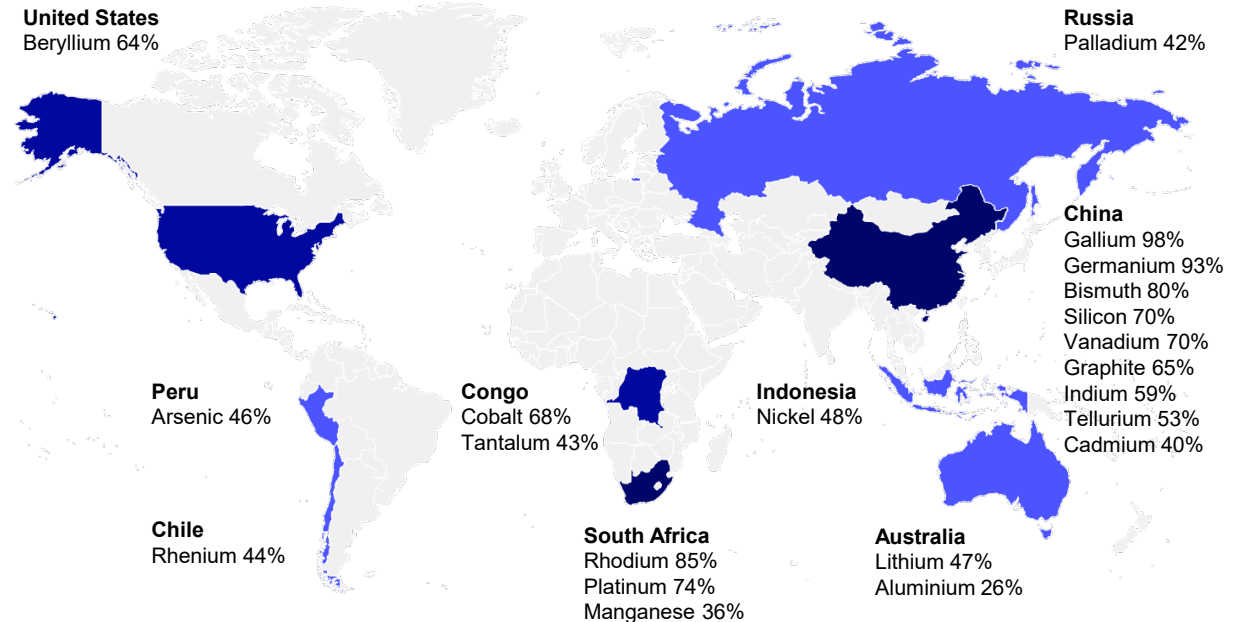 United States
Beryllium 64%
Russia
Palladium 42%
China
Gallium 98%
Germanium 93%
Bismuth 80%
Silicon 70%
Vanadium 70%
Graphite 65%
Indium 59%
Tellurium 53%
Cadmium 40%
Peru
Arsenic 46%
Congo
Cobalt 68%
Tantalum 43%
Indonesia
Nickel 48%
Chile
Rhenium 44%
South Africa
Rhodium 85%
Platinum 74%
Manganese 36%
Australia
Lithium 47%
Aluminium 26%